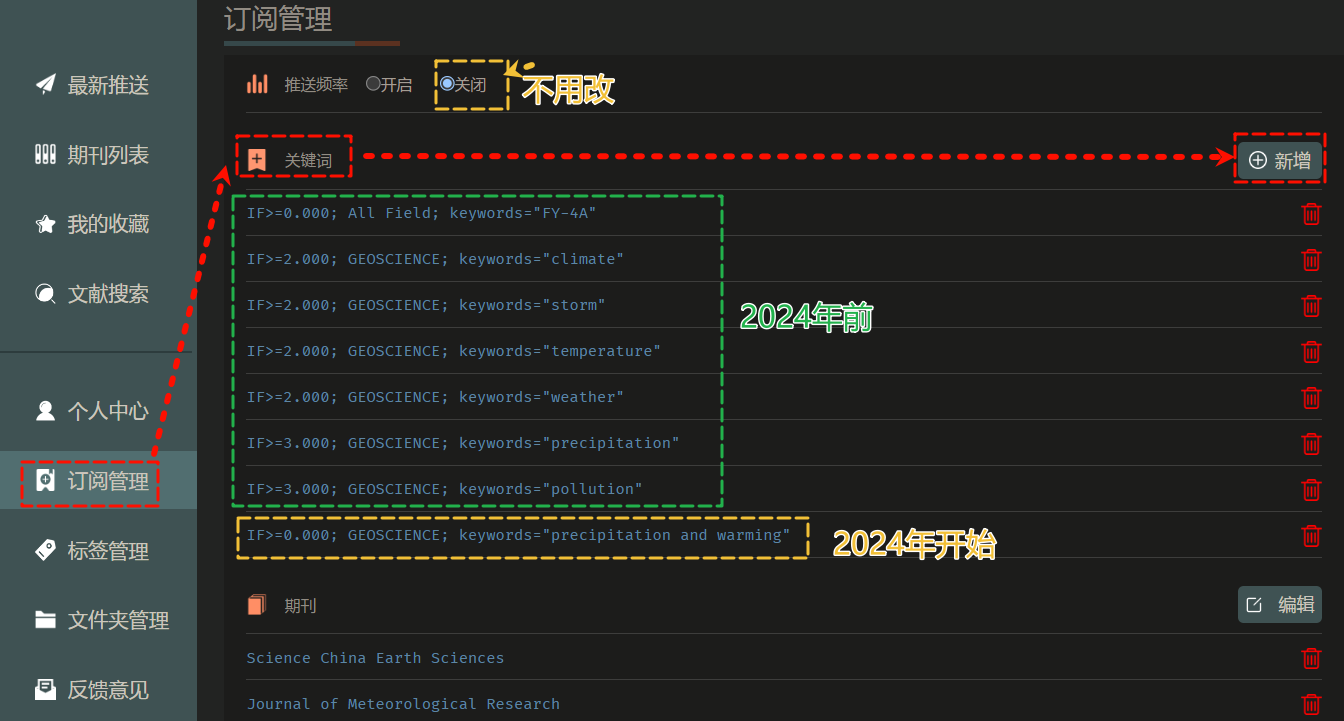 订阅管理
最新推送
期刊列表
我的收藏
文献搜索
个人中心
订阅管理
标签管理
文件夹管理
反馈意见
推送频率 开启 关闭 不用改
关键词 新增
IF>=0.000; All Field; keywords="FY-4A"
IF>=2.000; GEOSCIENCE; keywords="climate"
IF>=2.000; GEOSCIENCE; keywords="storm"
2024年前
IF>=2.000; GEOSCIENCE; keywords="temperature"
IF>=2.000; GEOSCIENCE; keywords="weather"
IF>=3.000; GEOSCIENCE; keywords="precipitation"
IF>=3.000; GEOSCIENCE; keywords="pollution"
IF>=0.000; GEOSCIENCE; keywords="precipitation and warming" 2024年开始
期刊 编辑
Science China Earth Sciences
Journal of Meteorological Research